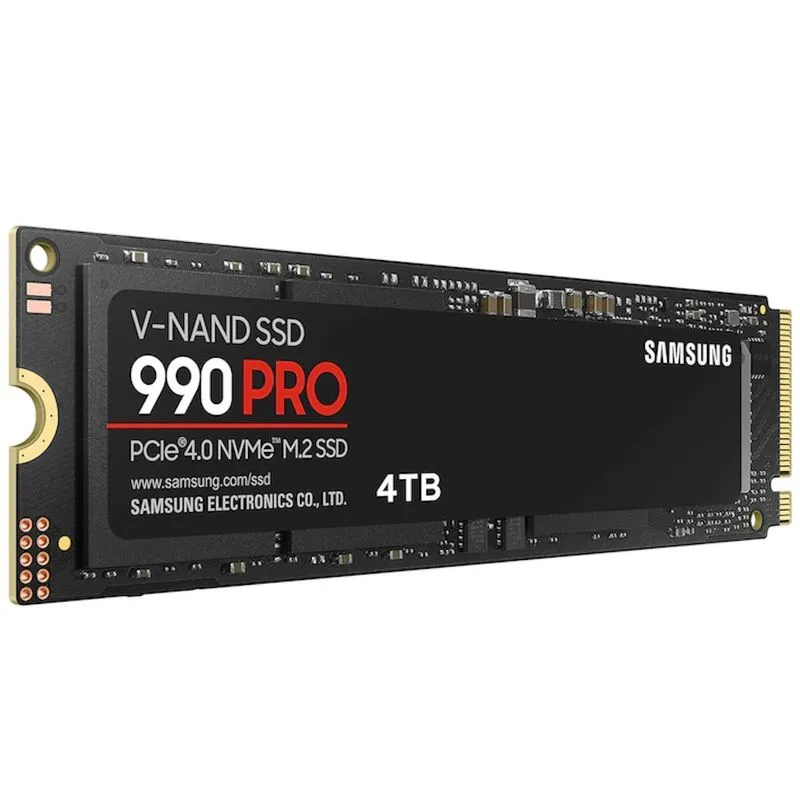 V-NAND SSD
990 PRO
PCIe®4.0 NVMe™ M.2 SSD
www.samsung.com/ssd
SAMSUNG ELECTRONICS CO., LTD.
4TB
SAMSUNG